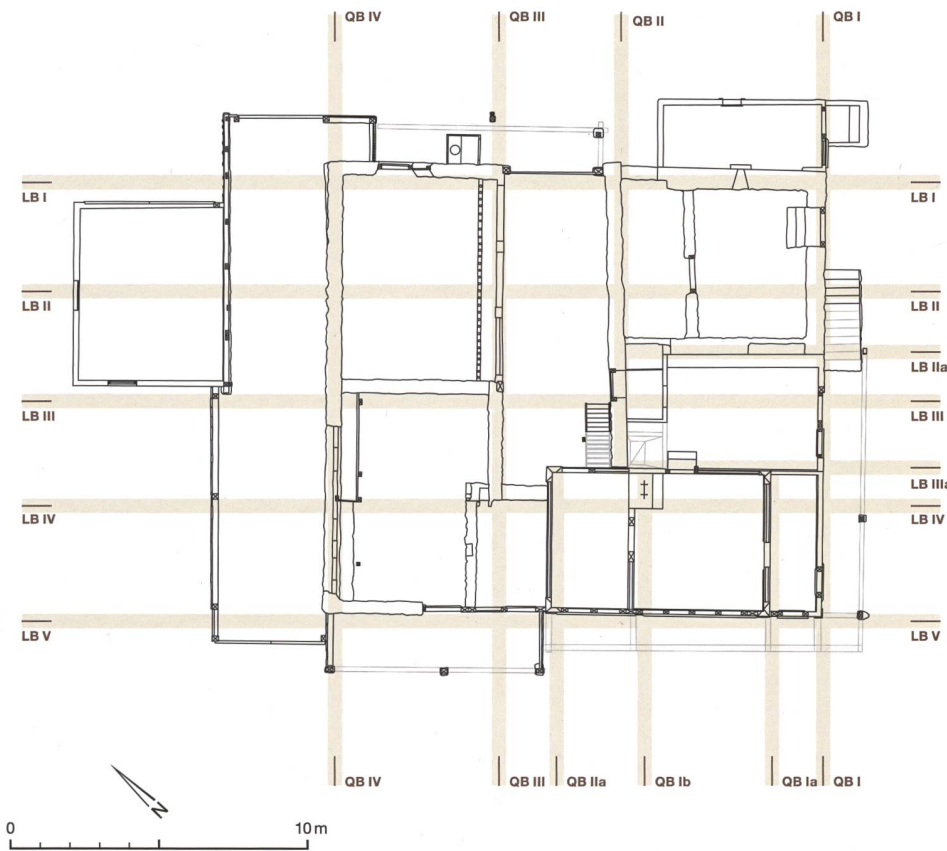 QB IV
QB III
QB II
QB I
LB I
LB I
LB II
LB II
LB IIa
LB III
LB III
LB IIIa
LB IV
LB IV
LB V
LB V
QB IV
QB III
QB IIa
QB Ib
QB Ia
QB I
N
0
10 m